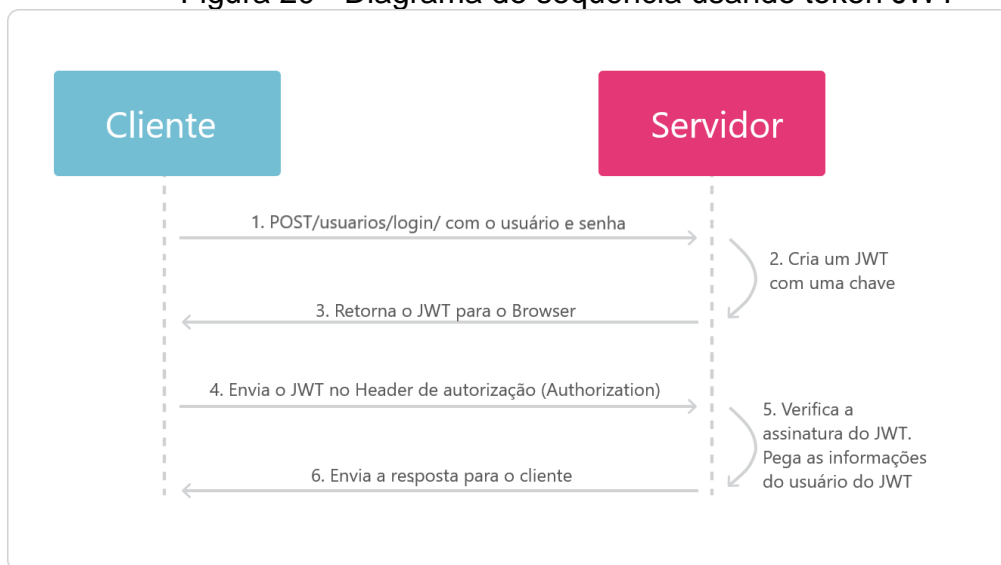 Cliente
Servidor
1. POST/usuarios/login/ com o usuário e senha
2. Cria um JWT
com uma chave
3. Retorna o JWT para o Browser
4. Envia o JWT no Header de autorização (Authorization)
5. Verifica a
assinatura do JWT.
Pega as informações
do usuário do JWT
6. Envia a resposta para o cliente